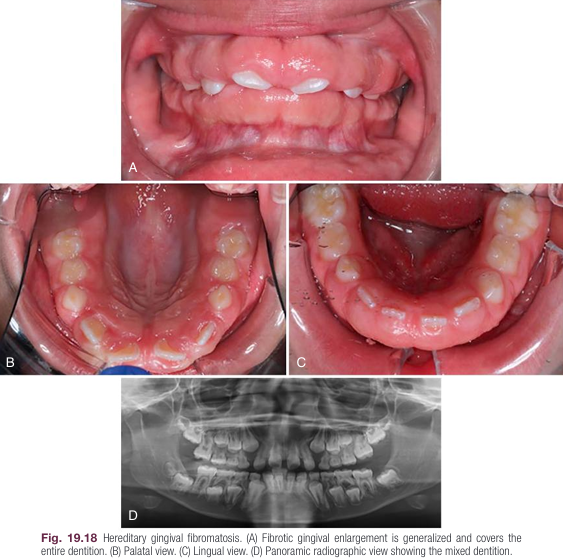 A
B
C
D
Fig. 19.18 Hereditary gingival fibromatosis. (A) Fibrotic gingival enlargement is generalized and covers the
entire dentition. (B) Palatal view. (C) Lingual view. (D) Panoramic radiographic view showing the mixed dentition.